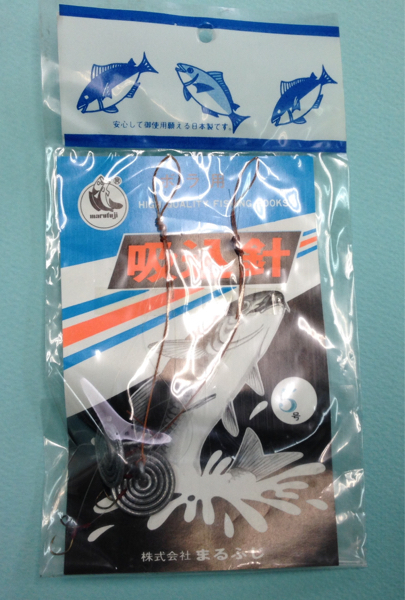 安心して御使用願える日本製です。
marufuji
HIGH QUALITY FISHING HOOKS
吸込針
5号
株式会社 まるふじ